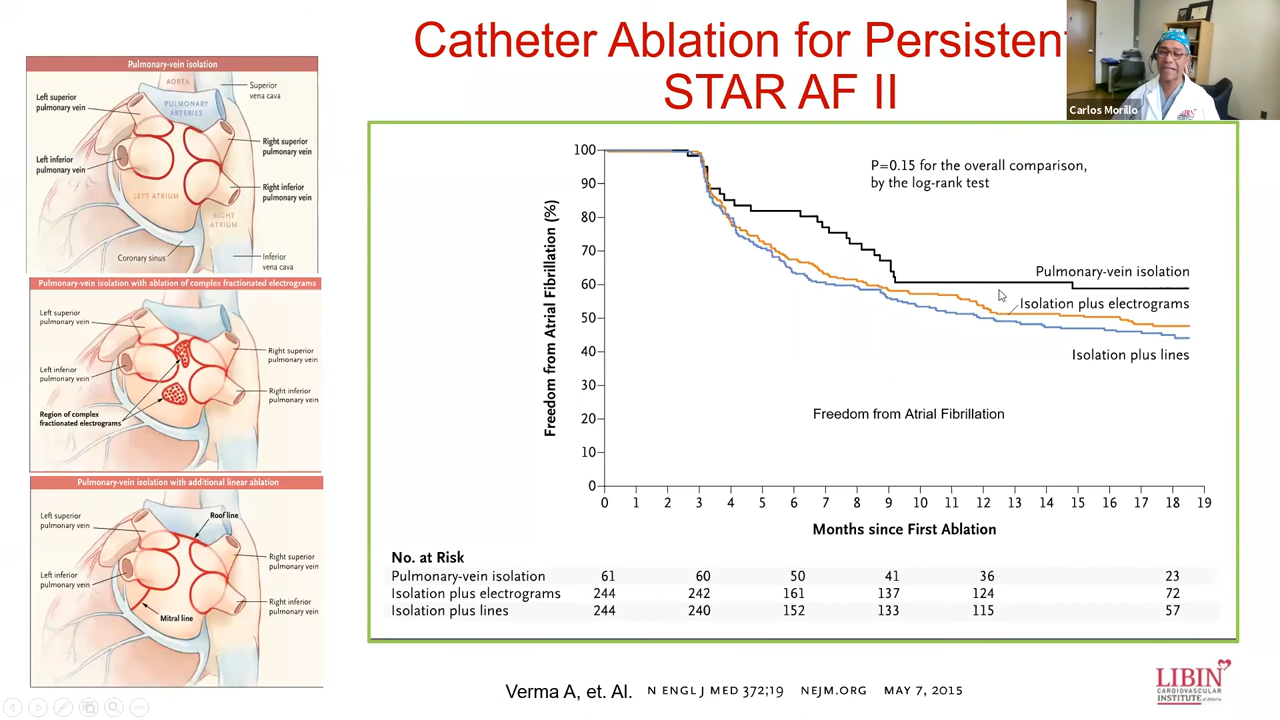 Catheter Ablation for Persisten
STAR AF II
Carlos Morillo
LIBIN
Pulmonary-vein isolation
AORTA
Superior
vena cava
Left superior
pulmonary vein
PULMONARY
ARTERIES
Right superior
pulmonary vein
Left inferior
pulmonary vein
Right inferior
pulmonary vein
LEFT ATRIUM
RIGHT
ATRIUM
Coronary sinus
Inferior
vena cava
Pulmonary-vein isolation with ablation of complex fractionated electrograms
Left superior
pulmonary vein
Right superior
pulmonary vein
Left inferior
pulmonary vein
Right inferior
pulmonary vein
Region of complex
fractionated electrograms
Pulmonary-vein isolation with additional linear ablation
Left superior
pulmonary vein
Roof line
Right superior
pulmonary vein
Left inferior
pulmonary vein
Right inferior
pulmonary vein
Mitral line
Freedom from Atrial Fibrillation (%)
100
90
80
70
60
50
40
30
20
10
0
P=0.15 for the overall comparison,
by the log-rank test
Pulmonary-vein isolation
Isolation plus electrograms
Isolation plus lines
Freedom from Atrial Fibrillation
0 1 2 3 4 5 6 7 8 9 10 11 12 13 14 15 16 17 18 19
Months since First Ablation
No. at Risk
Pulmonary-vein isolation 61 60 50 41 36 23
Isolation plus electrograms 244 242 161 137 124 72
Isolation plus lines 244 240 152 133 115 57
Verma A, et. Al. N ENGL J MED 372;19 NEJM.ORG MAY 7, 2015
LIBIN
CARDIOVASCULAR
INSTITUTE of Alberta